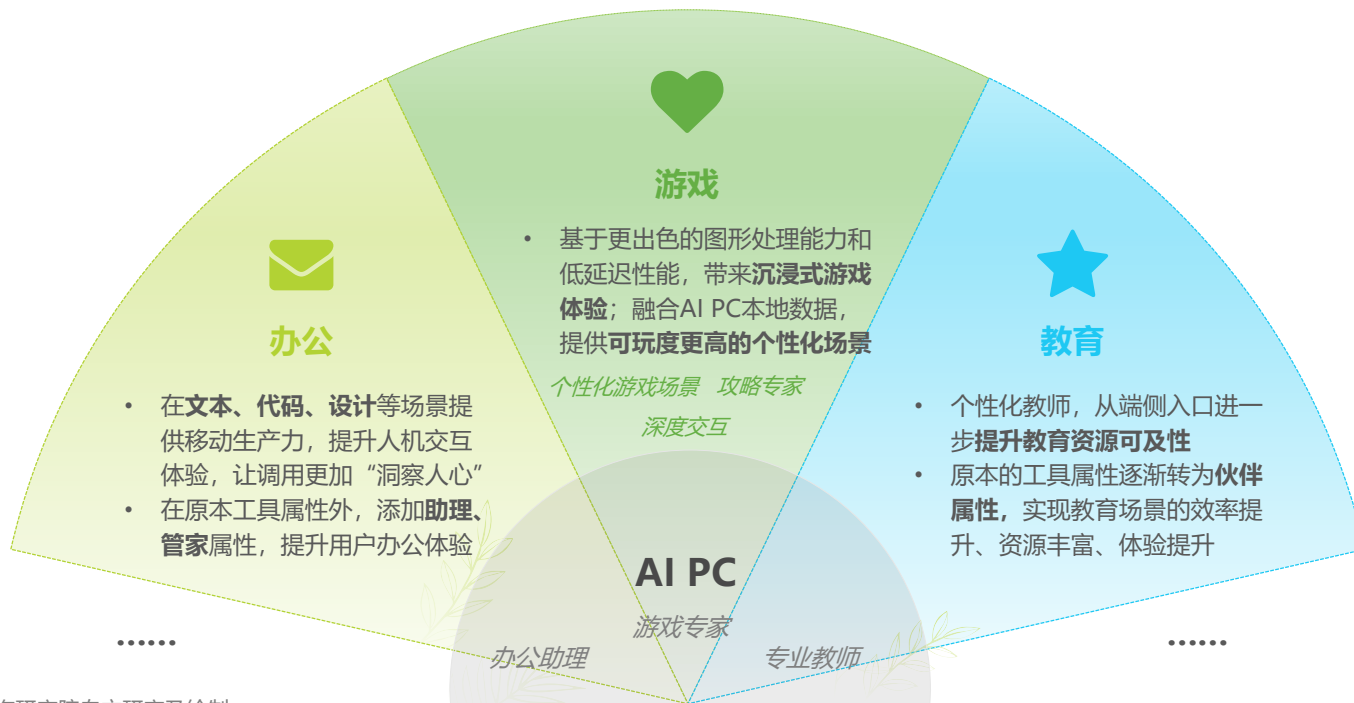 游戏
• 基于更出色的图形处理能力和
低延迟性能，带来沉浸式游戏
体验；融合AI PC本地数据，
提供可玩度更高的个性化场景
个性化游戏场景 攻略专家
深度交互
办公
• 在文本、代码、设计等场景提
供移动生产力，提升人机交互
体验，让调用更加“洞察人心”
• 在原本工具属性外，添加助理、
管家属性，提升用户办公体验
教育
• 个性化教师，从端侧入口进一
步提升教育资源可及性
• 原本的工具属性逐渐转为伙伴
属性，实现教育场景的效率提
升、资源丰富、体验提升
AI PC
游戏专家
办公助理
专业教师
······
······